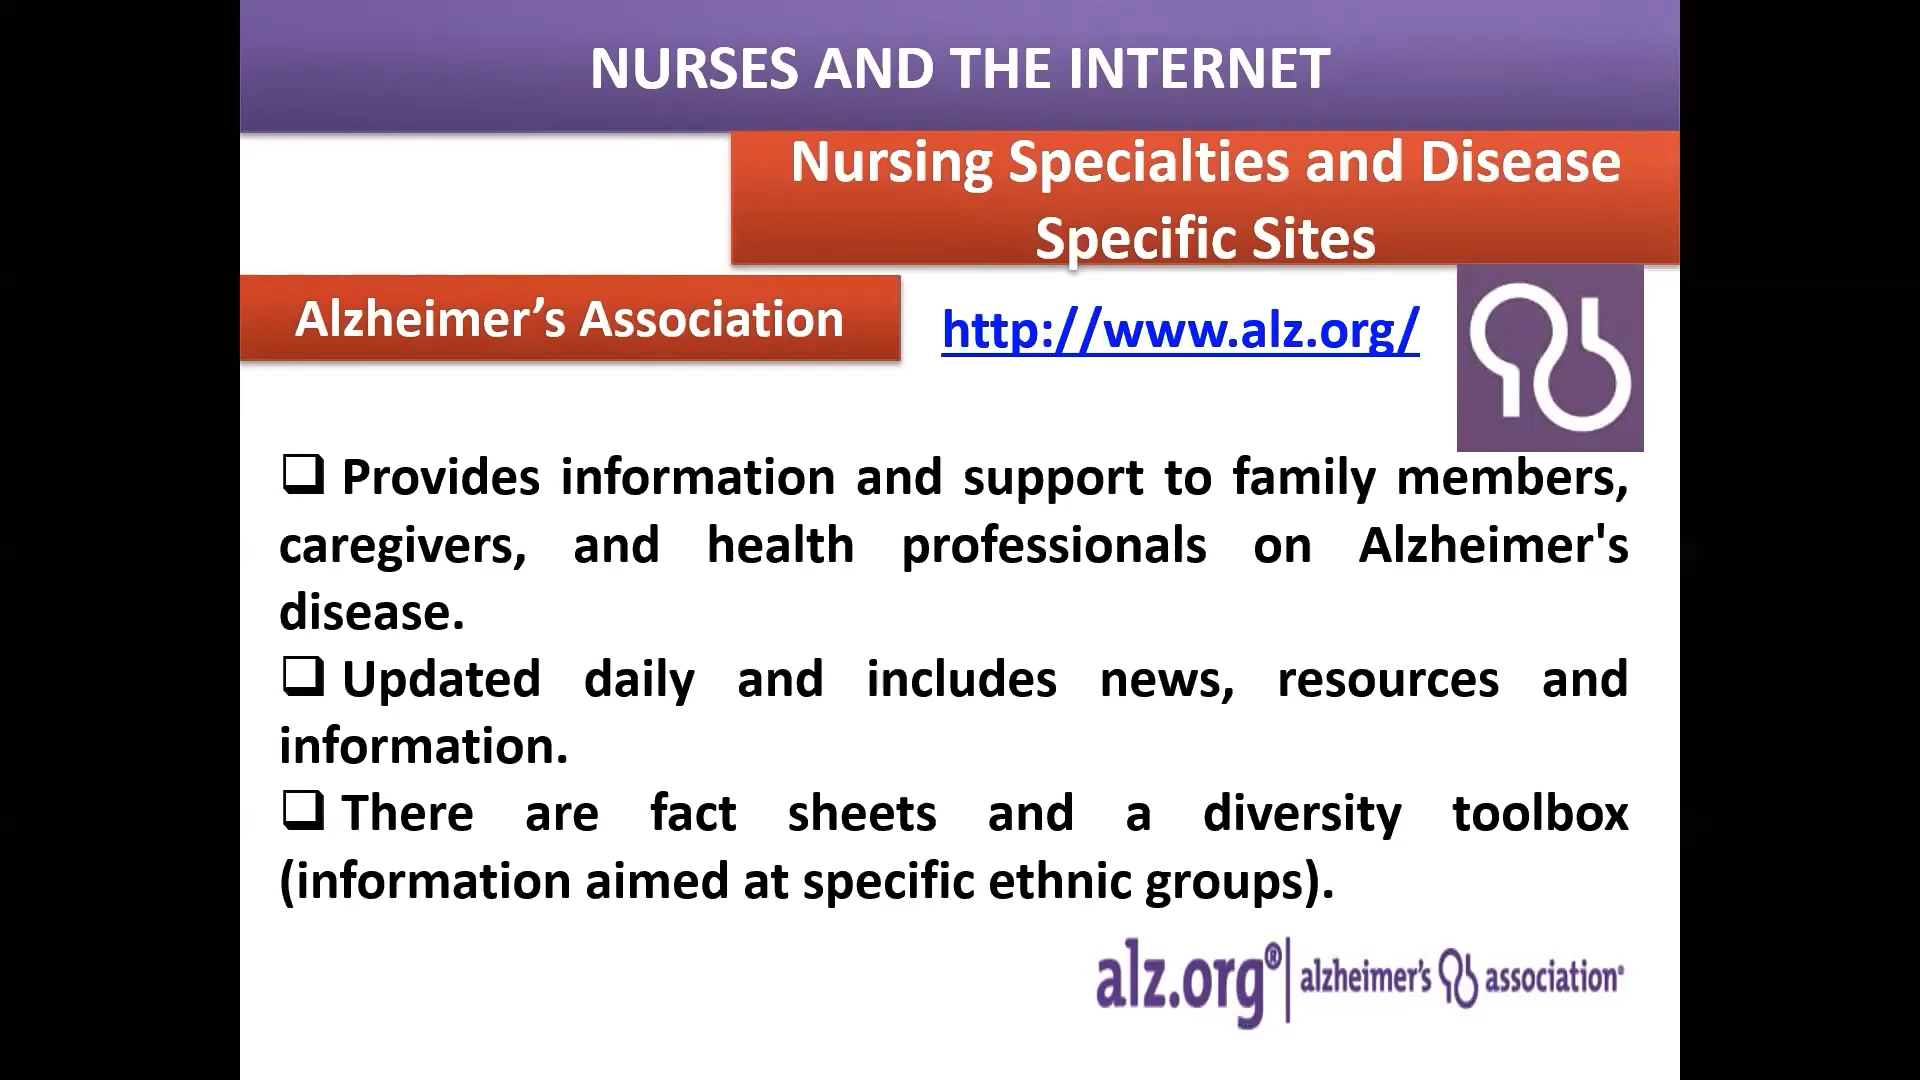 NURSES AND THE INTERNET
Nursing Specialties and Disease
Specific Sites
Alzheimer’s Association
http://www.alz.org/
❑ Provides information and support to family members,
caregivers, and health professionals on Alzheimer's
disease.
❑ Updated daily and includes news, resources and
information.
❑ There are fact sheets and a diversity toolbox
(information aimed at specific ethnic groups).
alz.org® | alzheimer's association®